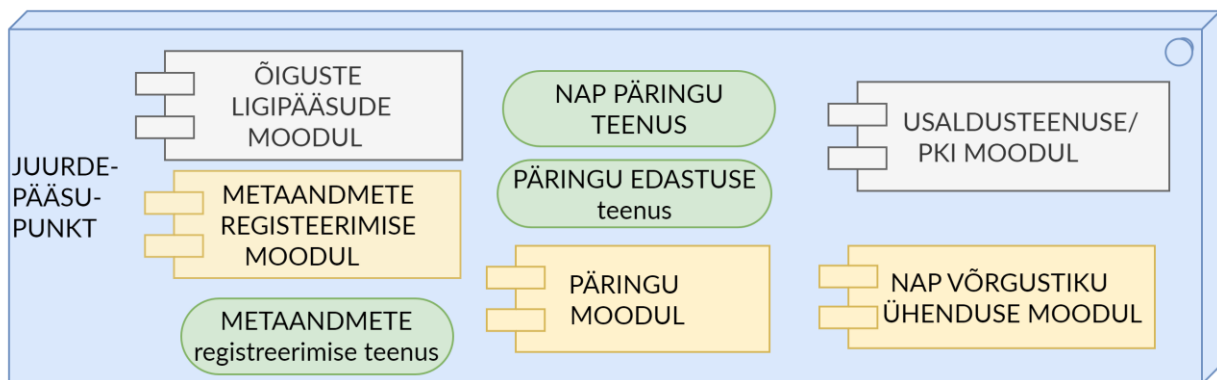 JUURDE-
PÄÄSU-
PUNKT
ÕIGUSTE
LIGIPÄÄSUDE
MOODUL
METAANDMETE
REGISTEERIMISE
MOODUL
METAANDMETE
registreerimise teenus
NAP PÄRINGU
TEENUS
PÄRINGU EDASTUSE
teenus
PÄRINGU
MOODUL
USALDUSTEENUSE/
PKI MOODUL
NAP VÕRGUSTIKU
ÜHENDUSE MOODUL